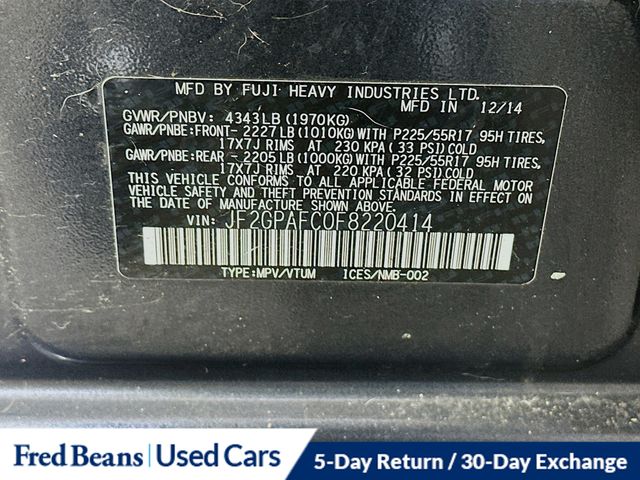 MFD BY FUJI HEAVY INDUSTRIES LTD.
MFD IN 12/14
GVWR/PNBV: 4343LB (1970KG)
GAWR/PNBE:FRONT- 2227LB (1010KG) WITH P225/55R17 95H TIRES,
17X7J RIMS AT 230 KPA (33 PSI) COLD
GAWR/PNBE:REAR - 2205LB (1000KG) WITH P225/55R17 95H TIRES,
17X7J RIMS AT 220 KPA (32 PSI) COLD
THIS VEHICLE CONFORMS TO ALL APPLICABLE FEDERAL MOTOR
VEHICLE SAFETY AND THEFT PREVENTION STANDARDS IN EFFECT ON
THE DATE OF MANUFACTURE SHOWN ABOVE.
VIN: JF2GPAFC0F8220414
TYPE:MPV/VTUM ICES/NMB-002
Fred Beans | Used Cars 5-Day Return / 30-Day Exchange